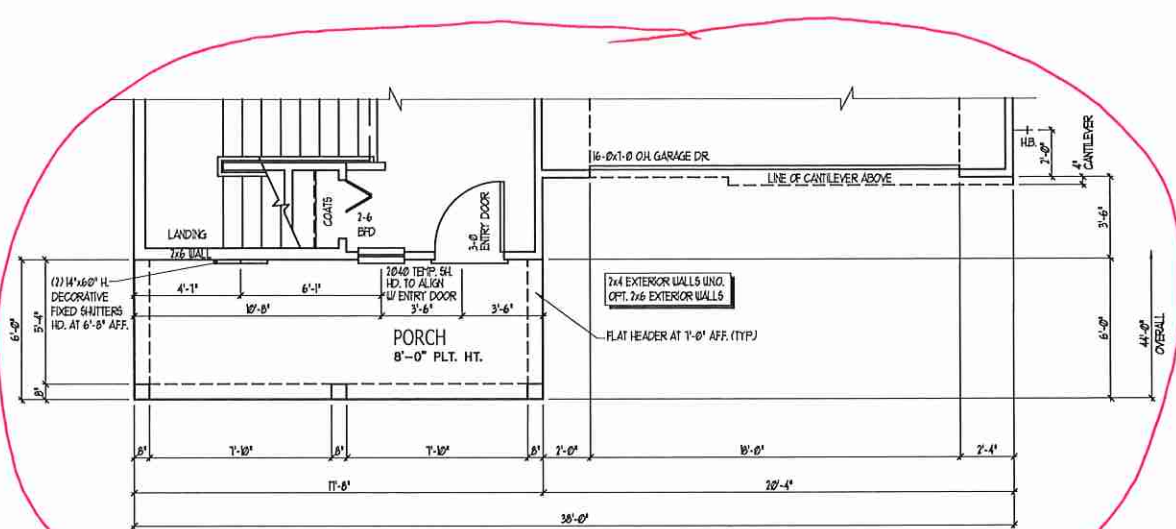 16-0x7-0 O.H. GARAGE DR.
LINE OF CANTILEVER ABOVE
H.B.
2'-0"
4"
CANTILEVER
3'-6"
COATS
2-6
BFD
3-0
ENTRY DOOR
LANDING
2x6 WALL
(2) 14"x60" H.
DECORATIVE
FIXED SHUTTERS
HD. AT 6'-8" AFF.
4'-7"
6'-1"
2040 TEMP. SH.
HD. TO ALIGN
W/ ENTRY DOOR
10'-8"
3'-6"
3'-6"
2x4 EXTERIOR WALLS U.N.O.
OPT. 2x6 EXTERIOR WALLS
FLAT HEADER AT 7'-0" AFF. (TYP.)
PORCH
8'-0" PLT. HT.
6'-0"
5'-4"
8"
6'-0"
44'-0"
OVERALL
8"
7'-10"
8"
7'-10"
8"
2'-0"
16'-0"
2'-4"
17'-8"
20'-4"
38'-0"